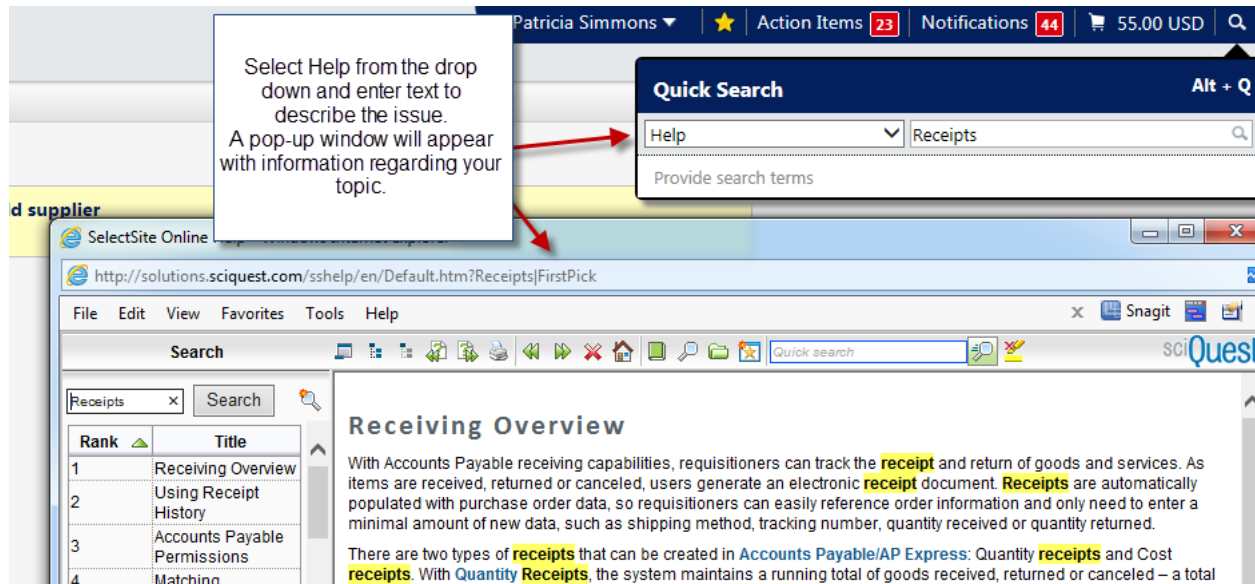 Patricia Simmons
Action Items 23
Notifications 44
55.00 USD
Select Help from the drop
down and enter text to
describe the issue.
A pop-up window will appear
with information regarding your
topic.
Quick Search
Alt + Q
Help
Receipts
Provide search terms
d supplier
SelectSite Online
http://solutions.sciquest.com/sshelp/en/Default.htm?Receipts|FirstPick
File Edit View Favorites Tools Help
x Snagit
Search
Quick search
sciQuest
Receipts x Search
Rank Title
1 Receiving Overview
2 Using Receipt
History
3 Accounts Payable
Permissions
4 Matching
Receiving Overview
With Accounts Payable receiving capabilities, requisitioners can track the receipt and return of goods and services. As
items are received, returned or canceled, users generate an electronic receipt document. Receipts are automatically
populated with purchase order data, so requisitioners can easily reference order information and only need to enter a
minimal amount of new data, such as shipping method, tracking number, quantity received or quantity returned.
There are two types of receipts that can be created in Accounts Payable/AP Express: Quantity receipts and Cost
receipts. With Quantity Receipts, the system maintains a running total of goods received, returned or canceled – a total